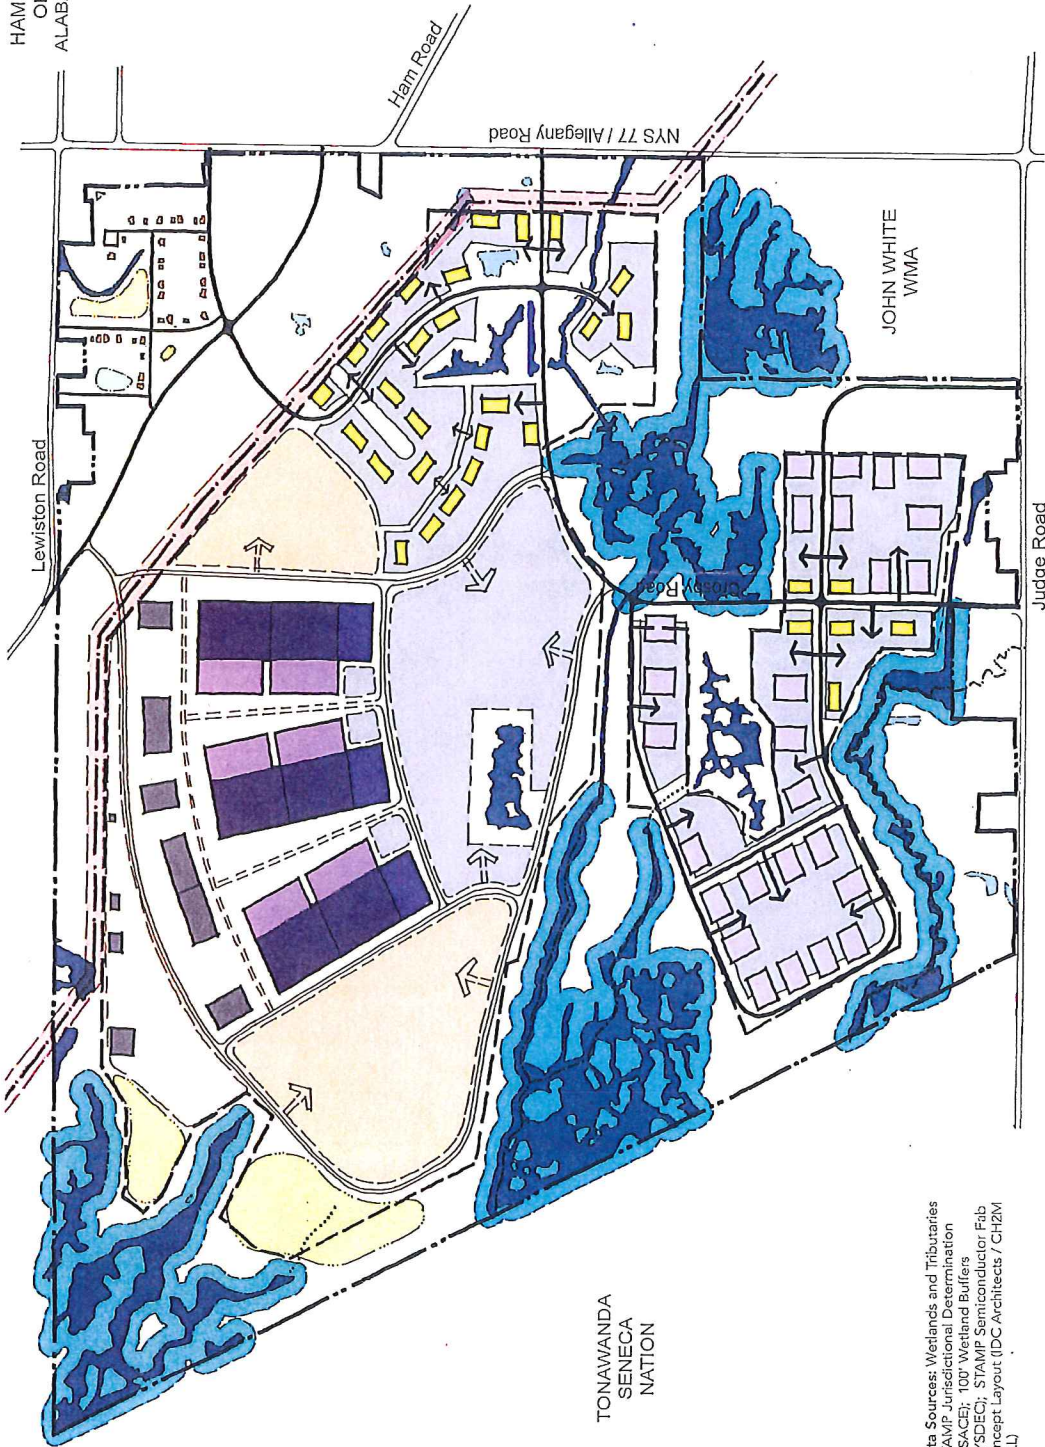 HAM
O
ALAB
Lewiston Road
Ham Road
NYS 77 / Allegany Road
JOHN WHITE
WMA
Crosby Road
Judge Road
TONAWANDA
SENECA
NATION
ta Sources: Wetlands and Tributaries
AMP Jurisdictional Determination
SACE); 100' Wetland Buffers
YSDEC); STAMP Semiconductor Fab
ncept Layout (IDC Architects / CH2M
L)